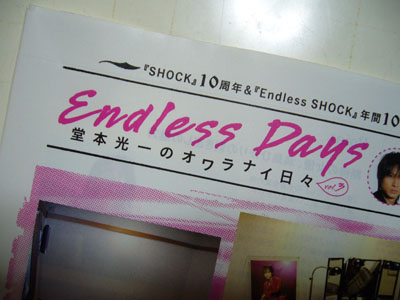 『SHOCK』10周年&『Endless SHOCK』年間10
Endless Days
堂本光一のオワラナイ日々